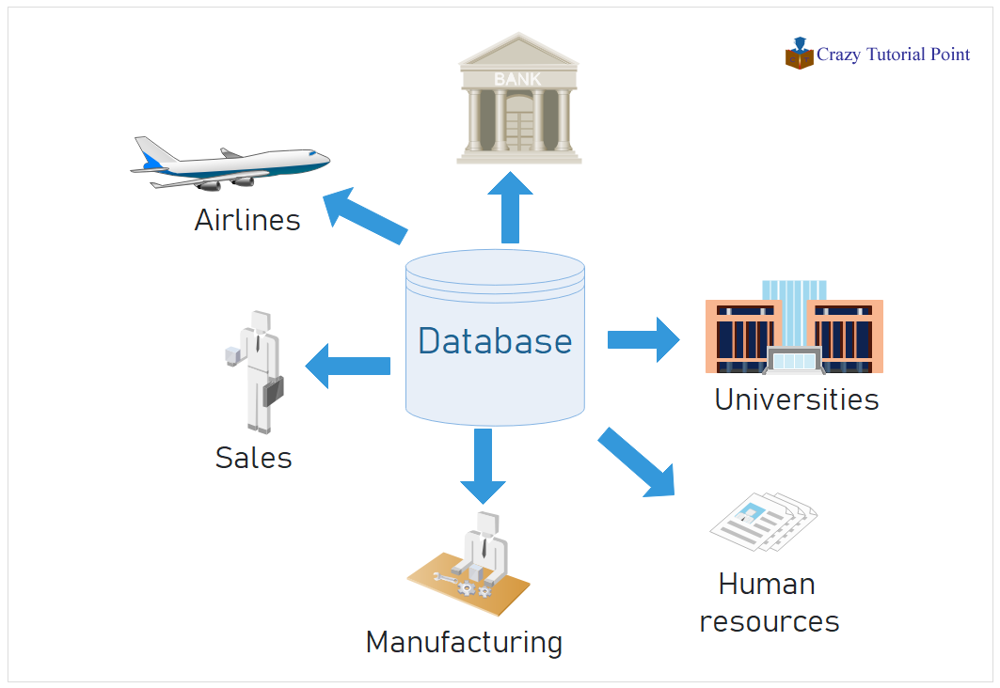 Crazy Tutorial Point
BANK
Airlines
Database
Universities
Sales
Human
resources
Manufacturing